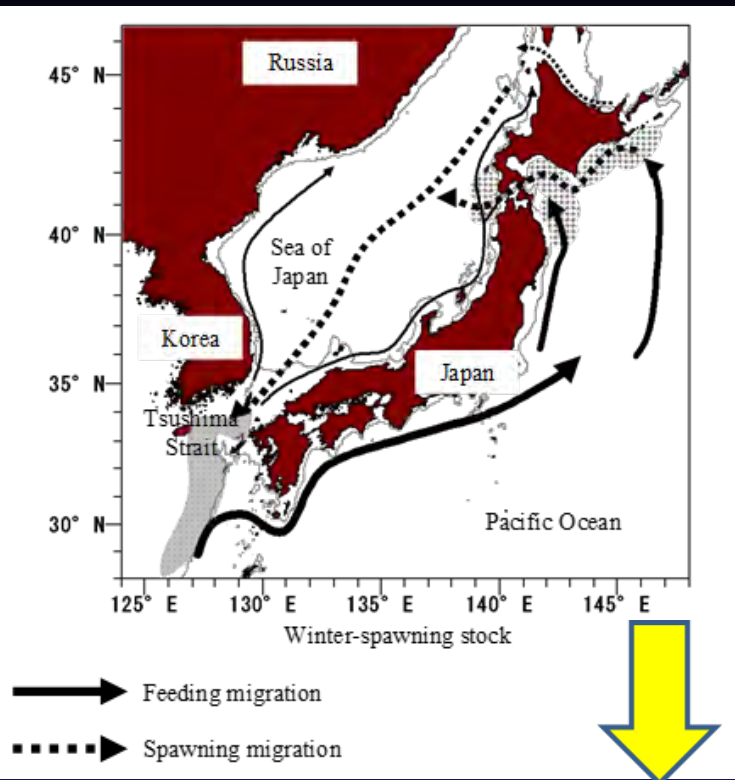 Russia
45° N
40° N
Sea of
Japan
Korea
Japan
35° N
Tsushima
Strait
30° N
Pacific Ocean
125° E 130° E 135° E 140° E 145° E
Winter-spawning stock
Feeding migration
Spawning migration